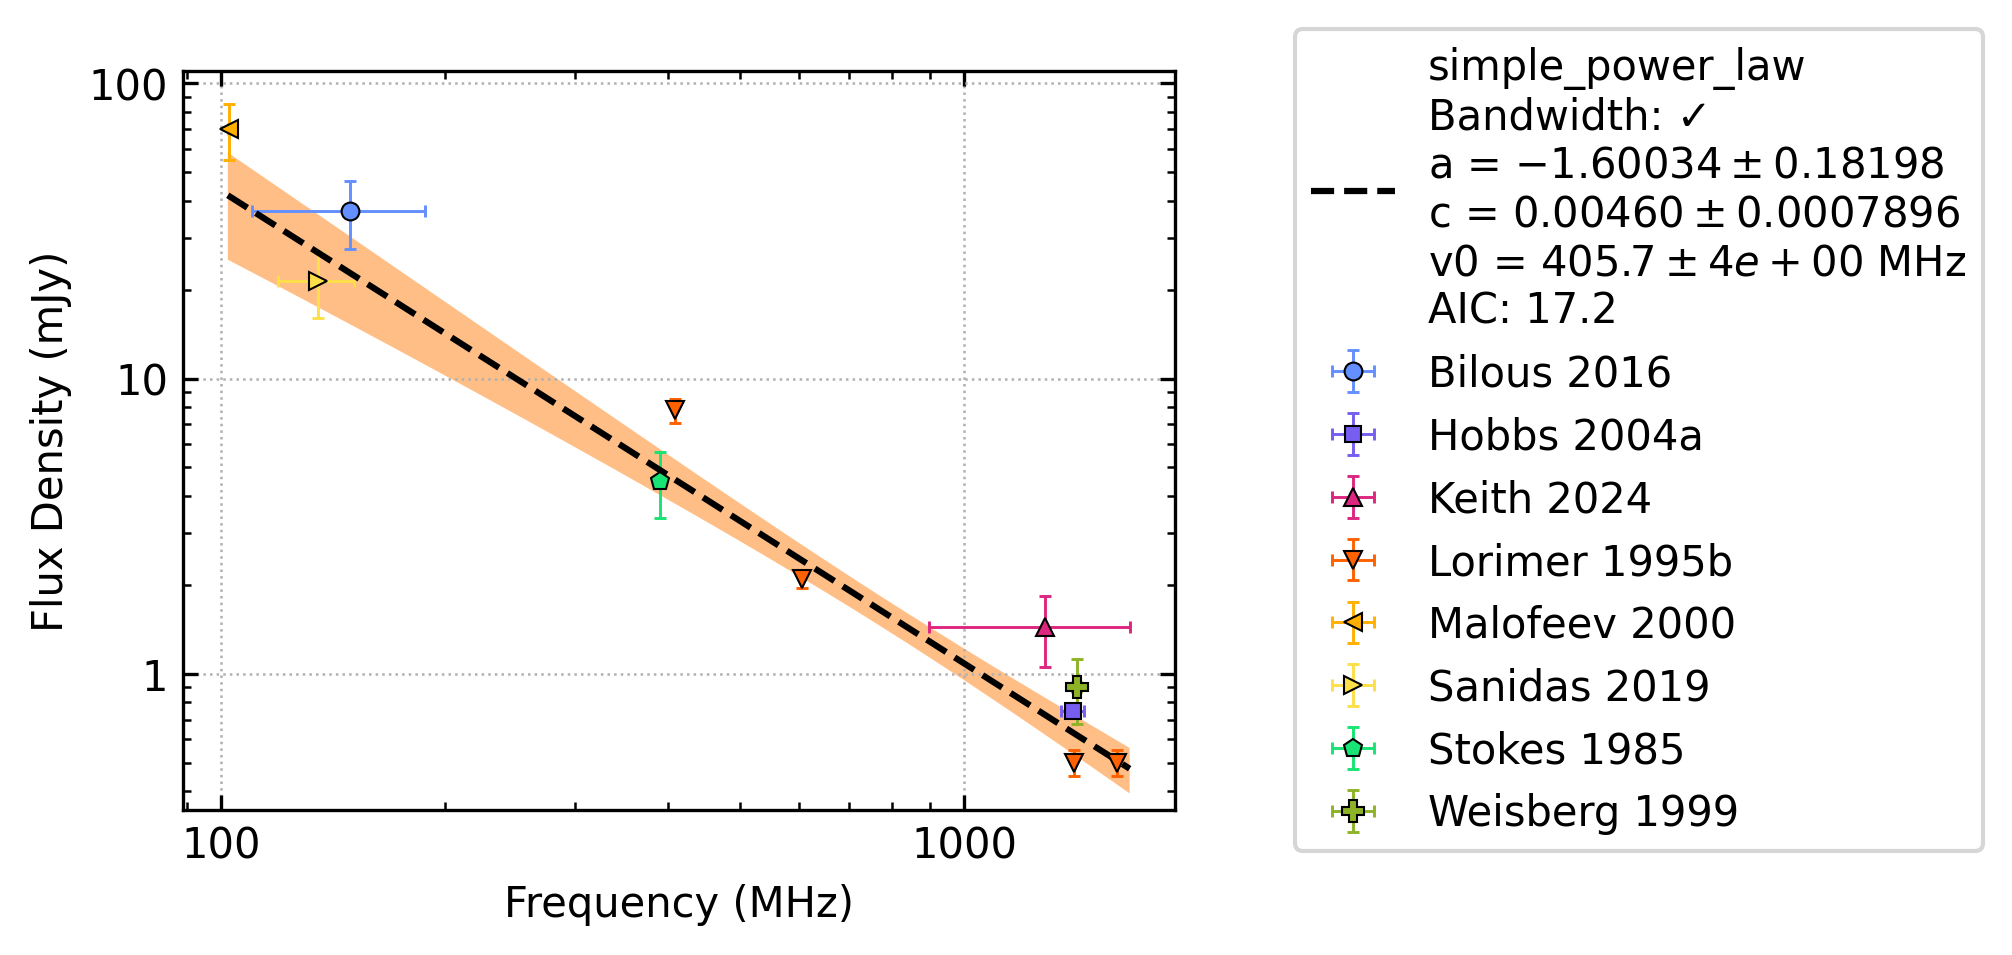 100
10
1
Flux Density (mJy)
100
1000
Frequency (MHz)
simple_power_law
Bandwidth: ✓
a = −1.60034 ± 0.18198
c = 0.00460 ± 0.0007896
v0 = 405.7 ± 4e + 00 MHz
AIC: 17.2
Bilous 2016
Hobbs 2004a
Keith 2024
Lorimer 1995b
Malofeev 2000
Sanidas 2019
Stokes 1985
Weisberg 1999